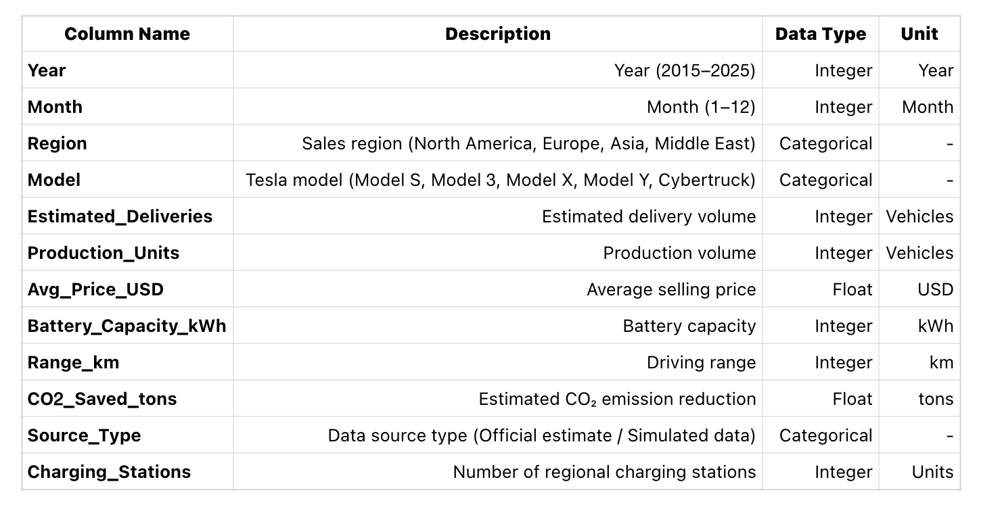 Column Name Description Data Type Unit
Year Year (2015–2025) Integer Year
Month Month (1–12) Integer Month
Region Sales region (North America, Europe, Asia, Middle East) Categorical -
Model Tesla model (Model S, Model 3, Model X, Model Y, Cybertruck) Categorical -
Estimated_Deliveries Estimated delivery volume Integer Vehicles
Production_Units Production volume Integer Vehicles
Avg_Price_USD Average selling price Float USD
Battery_Capacity_kWh Battery capacity Integer kWh
Range_km Driving range Integer km
CO2_Saved_tons Estimated CO₂ emission reduction Float tons
Source_Type Data source type (Official estimate / Simulated data) Categorical -
Charging_Stations Number of regional charging stations Integer Units